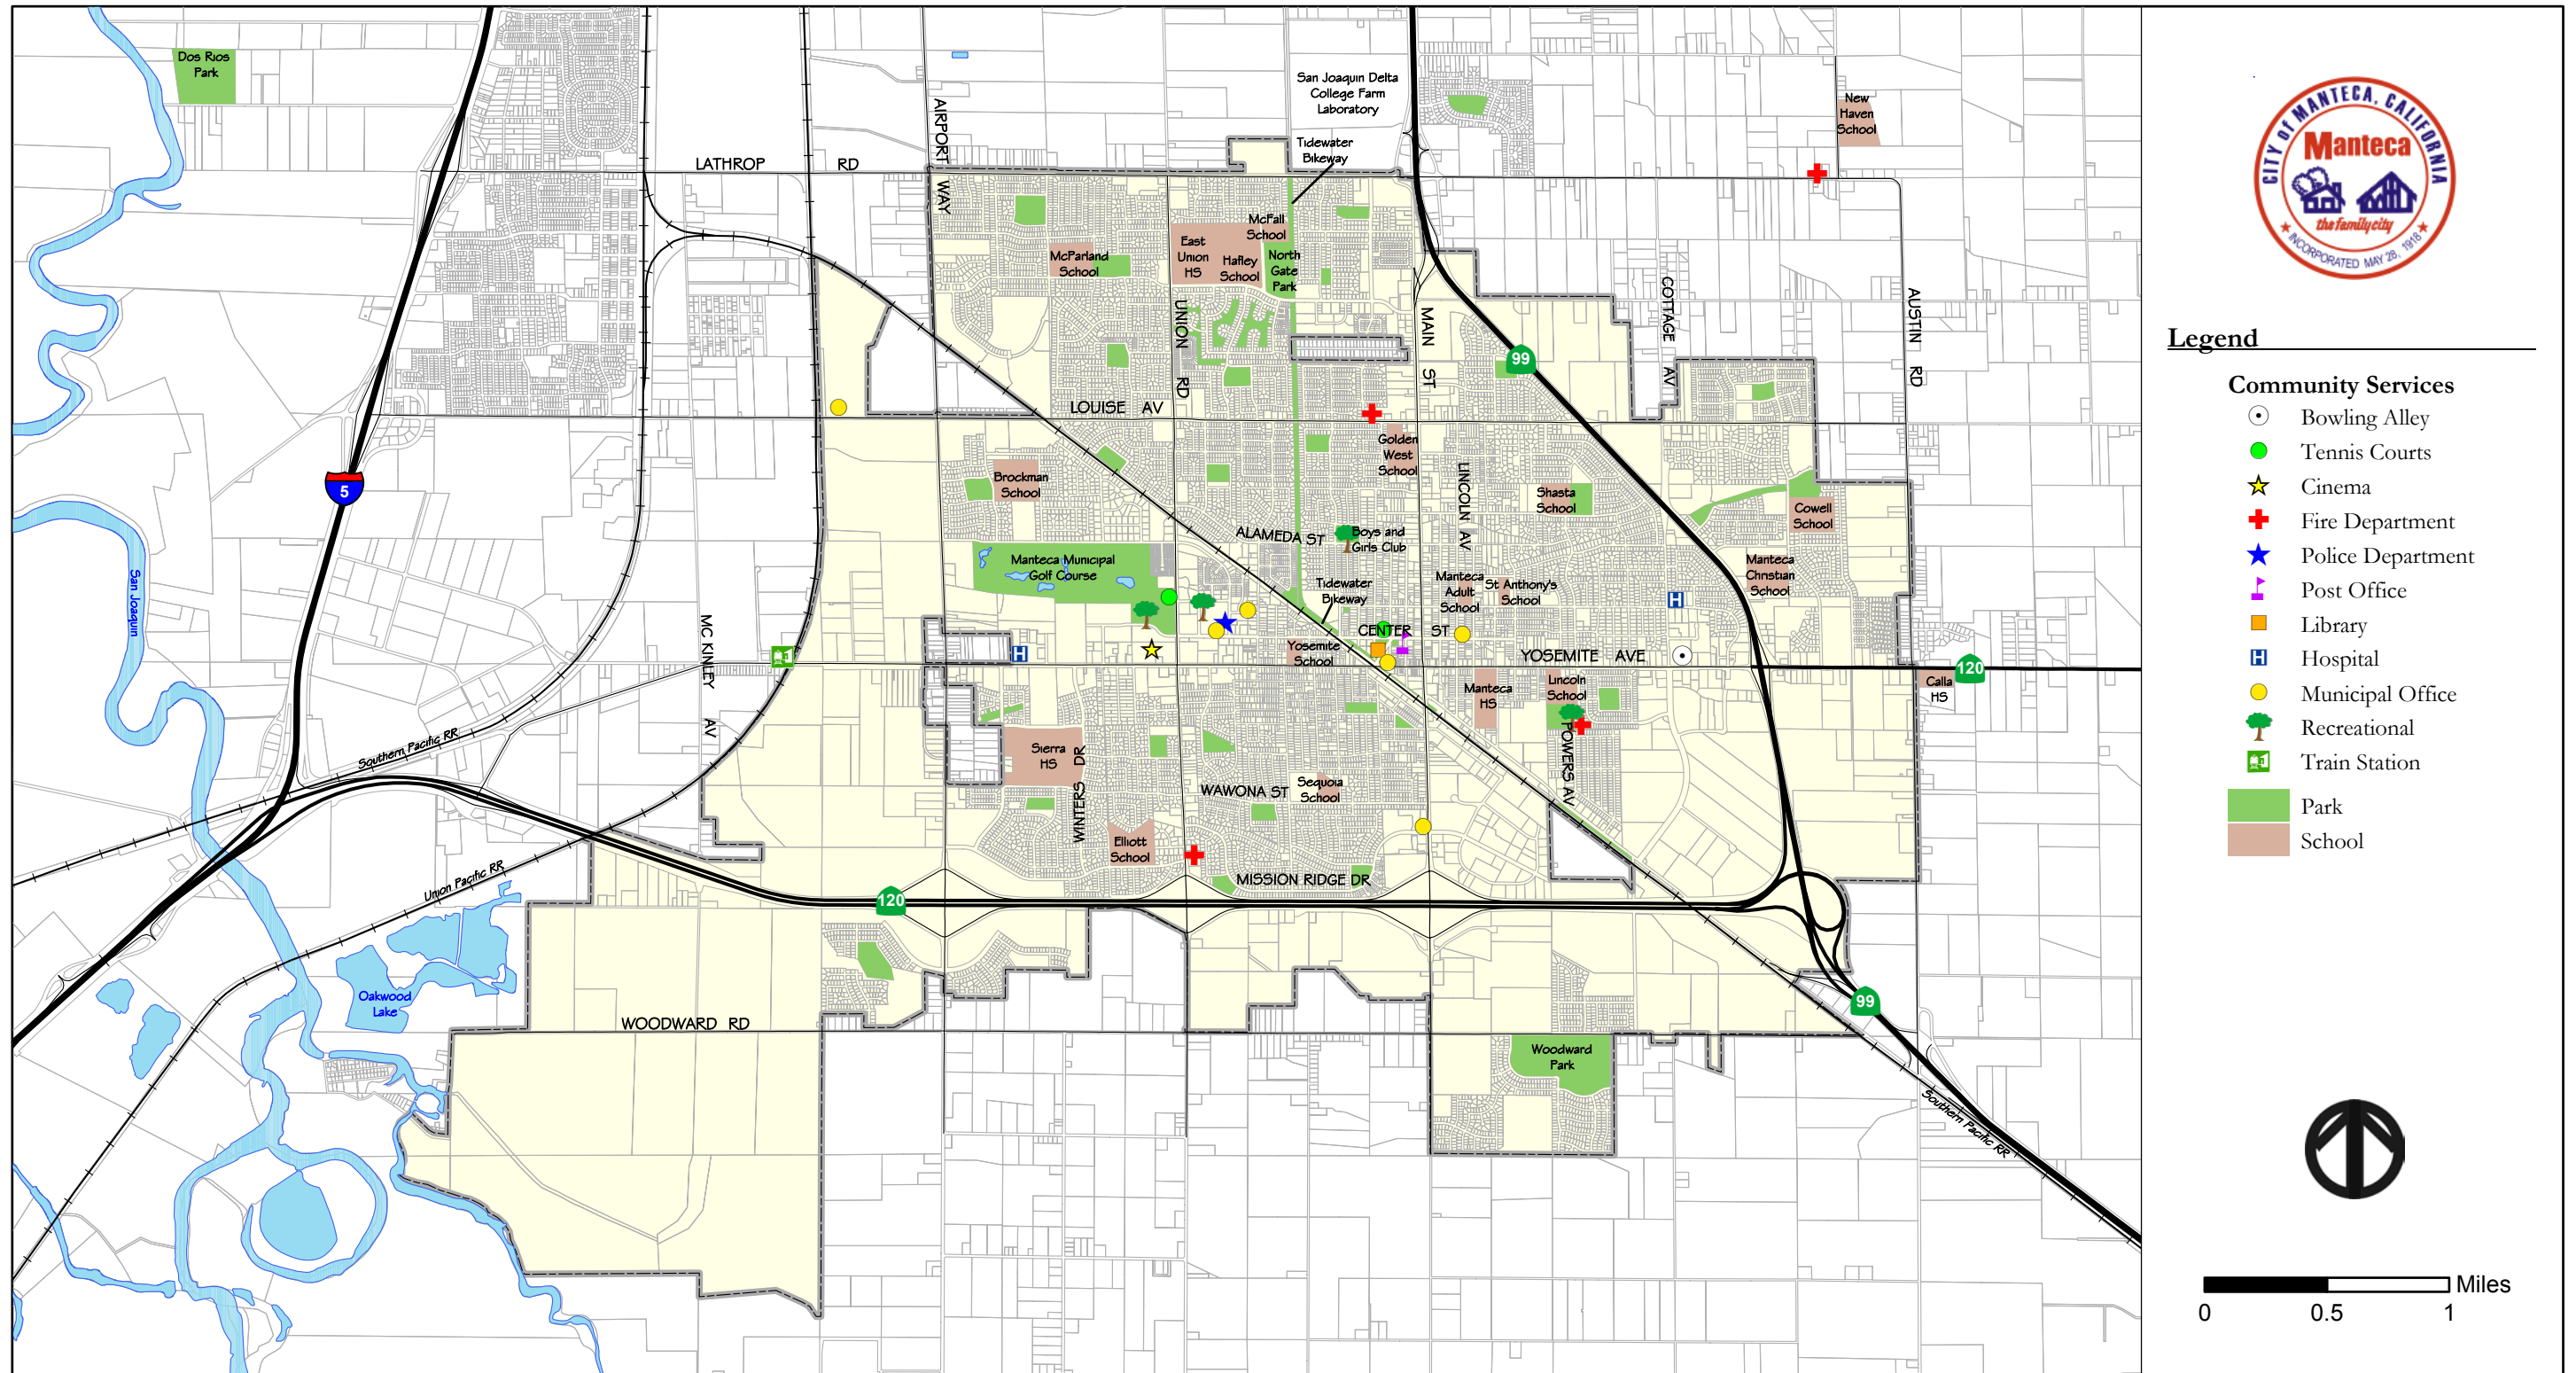 Dos Rios
Park
San Joaquin Delta
College Farm
Laboratory
Tidewater
Bikeway
New
Haven
School
AIRPORT
WAY
LATHROP RD
McFall
School
East
Union
HS
Hafley
School
North
Gate
Park
McParland
School
UNION
RD
MAIN
ST
COTTAGE
AV
AUSTIN
RD
99
LOUISE AV
Golden
West
School
LINCOLN AV
Brockman
School
Shasta
School
Cowell
School
5
San Joaquin
ALAMEDA ST
Boys and
Girls Club
Manteca Municipal
Golf Course
Tidewater
Bikeway
Manteca
Adult
School
St Anthony's
School
Manteca
Christian
School
H
CENTER ST
MC KINLEY
AV
H
Yosemite
School
YOSEMITE AVE
120
Calla
HS
Manteca
HS
Lincoln
School
POWERS AV
Southern Pacific RR
Sierra
HS
WINTERS DR
WAWONA ST
Sequoia
School
Elliott
School
MISSION RIDGE DR
Union Pacific RR
120
Oakwood
Lake
99
WOODWARD RD
Woodward
Park
Southern Pacific RR
CITY of MANTECA, CALIFORNIA
Manteca
the family city
INCORPORATED MAY 28, 1918
Legend
Community Services
Bowling Alley
Tennis Courts
Cinema
Fire Department
Police Department
Post Office
Library
H Hospital
Municipal Office
Recreational
Train Station
Park
School
Miles
0 0.5 1